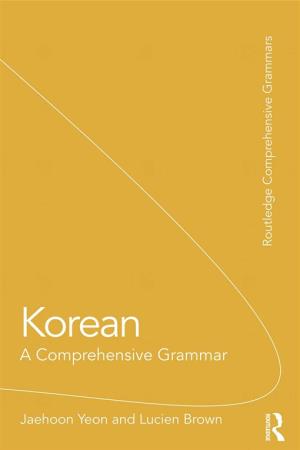 Routledge Comprehensive Grammars
Korean
A Comprehensive Grammar
Jaehoon Yeon and Lucien Brown
R
ROUTLEDGE